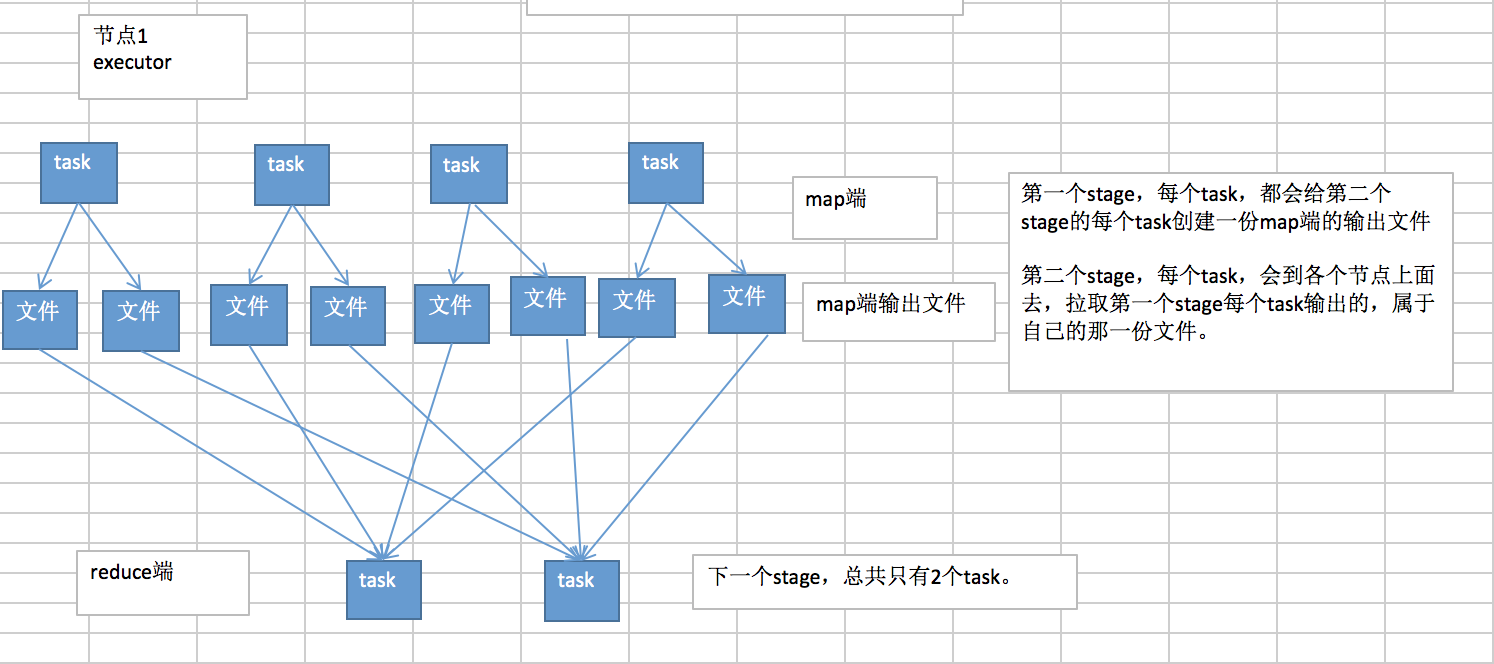 节点1
executor
task
task
task
task
map端
第一个stage，每个task，都会给第二个
stage的每个task创建一份map端的输出文件
第二个stage，每个task，会到各个节点上面
去，拉取第一个stage每个task输出的，属于
自己的那一份文件。
文件
文件
文件
文件
文件
文件
文件
文件
map端输出文件
reduce端
task
task
下一个stage，总共只有2个task。